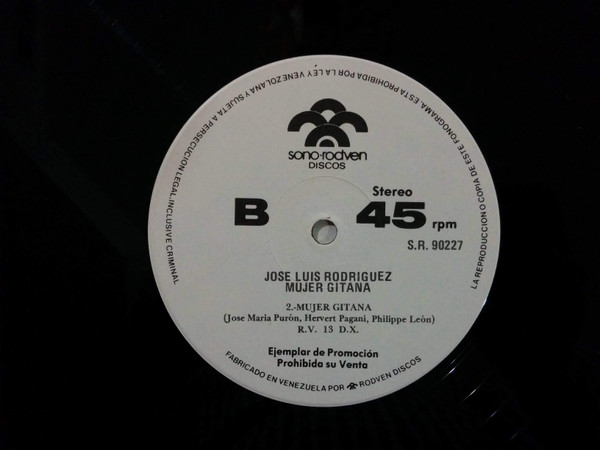 LA REPRODUCCION O COPIA DE ESTE FONOGRAMA, ESTA PROHIBIDA POR LA LEY VENEZOLANA Y SUJETA A PERSECUCION LEGAL, INCLUSIVE CRIMINAL
sono-rodven
DISCOS
B
Stereo
45 rpm
S.R. 90227
JOSE LUIS RODRIGUEZ
MUJER GITANA
2.-MUJER GITANA
(Jose Maria Purón, Hervert Pagani, Philippe León)
R.V. 13 D.X.
Ejemplar de Promoción
Prohibida su Venta
FABRICADO EN VENEZUELA POR RODVEN DISCOS